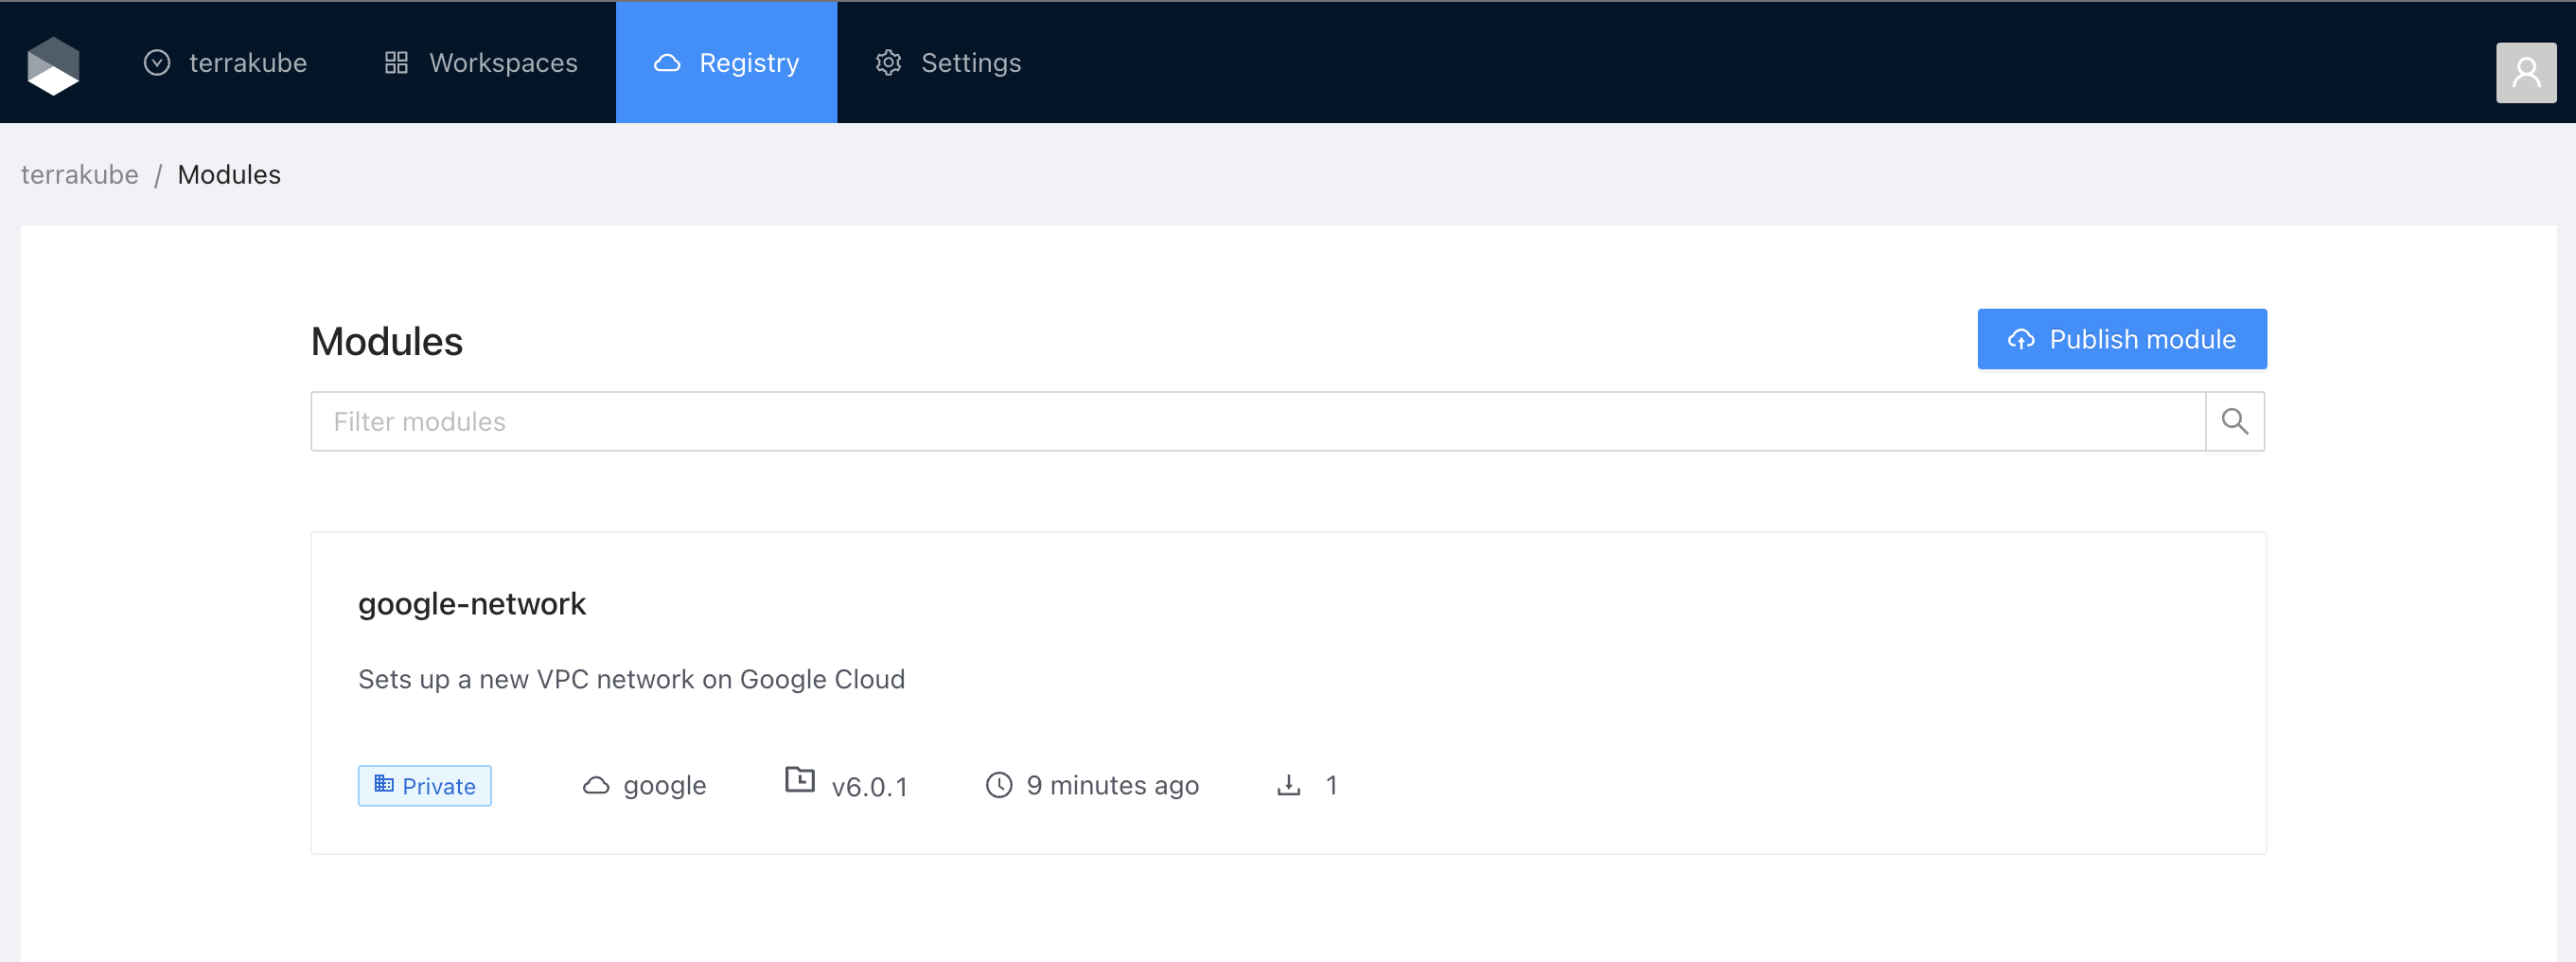 terrakube Workspaces Registry Settings
terrakube / Modules
Modules
Publish module
Filter modules
google-network
Sets up a new VPC network on Google Cloud
Private google v6.0.1 9 minutes ago 1